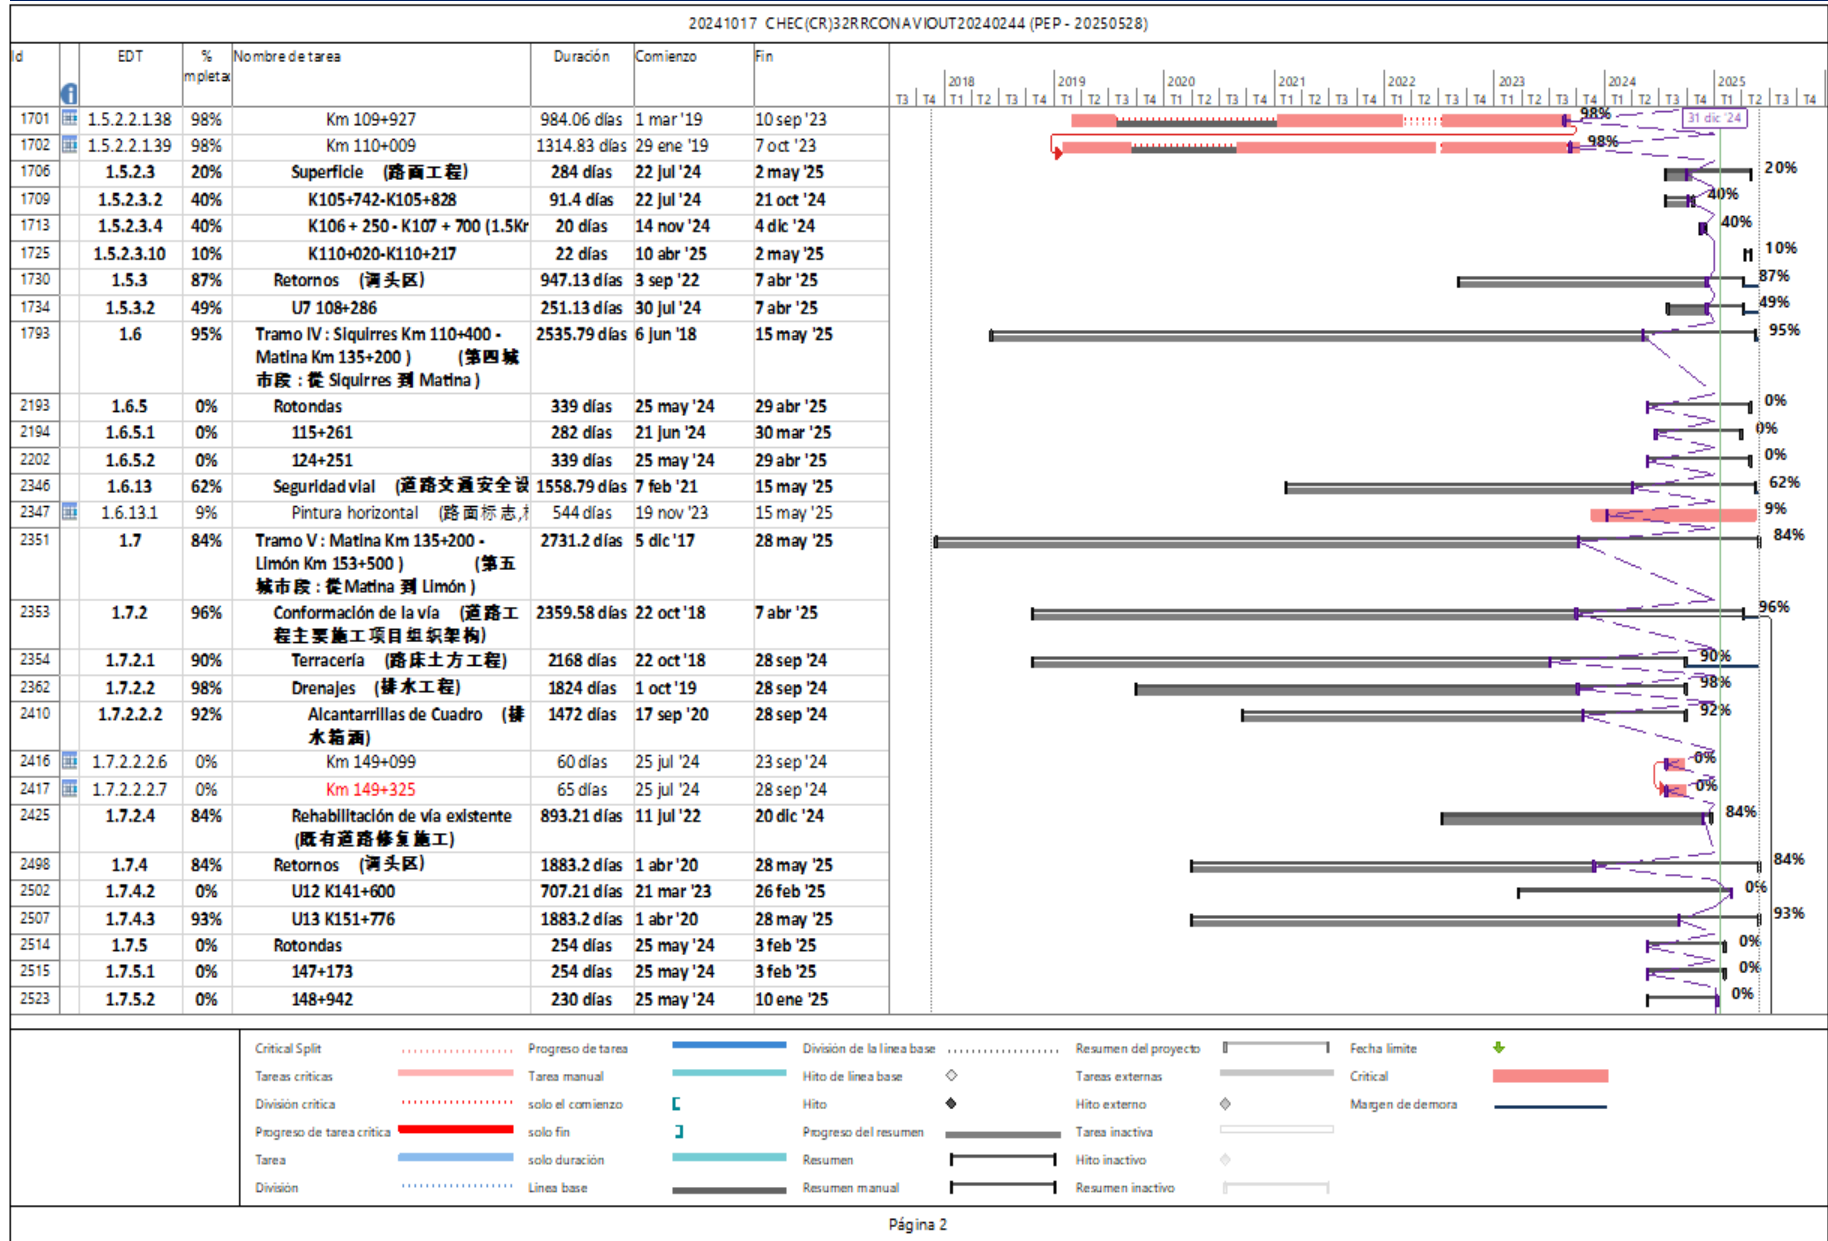 20241017 CHEC(CR)32RRCONAVIOUT20240244 (PEP - 20250528)
Id EDT % Nombre de tarea Duración Comienzo Fin
mpletac
2018 2019 2020 2021 2022 2023 2024 2025
T3 T4 T1 T2 T3 T4 T1 T2 T3 T4 T1 T2 T3 T4 T1 T2 T3 T4 T1 T2 T3 T4 T1 T2 T3 T4 T1 T2 T3 T4 T1 T2 T3 T4
31 dic '24
1701 1.5.2.2.1.38 98% Km 109+927 984.06 días 1 mar '19 10 sep '23 98%
1702 1.5.2.2.1.39 98% Km 110+009 1314.83 días 29 ene '19 7 oct '23 98%
1706 1.5.2.3 20% Superficie (路面工程) 284 días 22 jul '24 2 may '25 20%
1709 1.5.2.3.2 40% K105+742-K105+828 91.4 días 22 jul '24 21 oct '24 40%
1713 1.5.2.3.4 40% K106 + 250 - K107 + 700 (1.5Kr 20 días 14 nov '24 4 dic '24 40%
1725 1.5.2.3.10 10% K110+020-K110+217 22 días 10 abr '25 2 may '25 10%
1730 1.5.3 87% Retornos (调头区) 947.13 días 3 sep '22 7 abr '25 87%
1734 1.5.3.2 49% U7 108+286 251.13 días 30 jul '24 7 abr '25 49%
1793 1.6 95% Tramo IV : Siquirres Km 110+400 - 2535.79 días 6 jun '18 15 may '25 95%
Matina Km 135+200 ) (第四城
市段 : 從 Siquirres 到 Matina )
2193 1.6.5 0% Rotondas 339 días 25 may '24 29 abr '25 0%
2194 1.6.5.1 0% 115+261 282 días 21 jun '24 30 mar '25 0%
2202 1.6.5.2 0% 124+251 339 días 25 may '24 29 abr '25 0%
2346 1.6.13 62% Seguridad vial (道路交通安全设 1558.79 días 7 feb '21 15 may '25 62%
2347 1.6.13.1 9% Pintura horizontal (路面标志, 544 días 19 nov '23 15 may '25 9%
2351 1.7 84% Tramo V : Matina Km 135+200 - 2731.2 días 5 dic '17 28 may '25 84%
Limón Km 153+500 ) (第五
城市段 : 從 Matina 到 Limón )
2353 1.7.2 96% Conformación de la vía (道路工 2359.58 días 22 oct '18 7 abr '25 96%
程主要施工项目组织架构)
2354 1.7.2.1 90% Terracería (路床土方工程) 2168 días 22 oct '18 28 sep '24 90%
2362 1.7.2.2 98% Drenajes (排水工程) 1824 días 1 oct '19 28 sep '24 98%
2410 1.7.2.2.2 92% Alcantarrillas de Cuadro (排 1472 días 17 sep '20 28 sep '24 92%
水箱涵)
2416 1.7.2.2.2.6 0% Km 149+099 60 días 25 jul '24 23 sep '24 0%
2417 1.7.2.2.2.7 0% Km 149+325 65 días 25 jul '24 28 sep '24 0%
2425 1.7.2.4 84% Rehabilitación de vía existente 893.21 días 11 jul '22 20 dic '24 84%
(既有道路修复施工)
2498 1.7.4 84% Retornos (调头区) 1883.2 días 1 abr '20 28 may '25 84%
2502 1.7.4.2 0% U12 K141+600 707.21 días 21 mar '23 26 feb '25 0%
2507 1.7.4.3 93% U13 K151+776 1883.2 días 1 abr '20 28 may '25 93%
2514 1.7.5 0% Rotondas 254 días 25 may '24 3 feb '25 0%
2515 1.7.5.1 0% 147+173 254 días 25 may '24 3 feb '25 0%
2523 1.7.5.2 0% 148+942 230 días 25 may '24 10 ene '25 0%
Critical Split Progreso de tarea División de la línea base Resumen del proyecto Fecha límite
Tareas críticas Tarea manual Hito de línea base Tareas externas Critical
División crítica solo el comienzo Hito Hito externo Margen de demora
Progreso de tarea crítica solo fin Progreso del resumen Tarea inactiva
Tarea solo duración Resumen Hito inactivo
División Línea base Resumen manual Resumen inactivo
Página 2